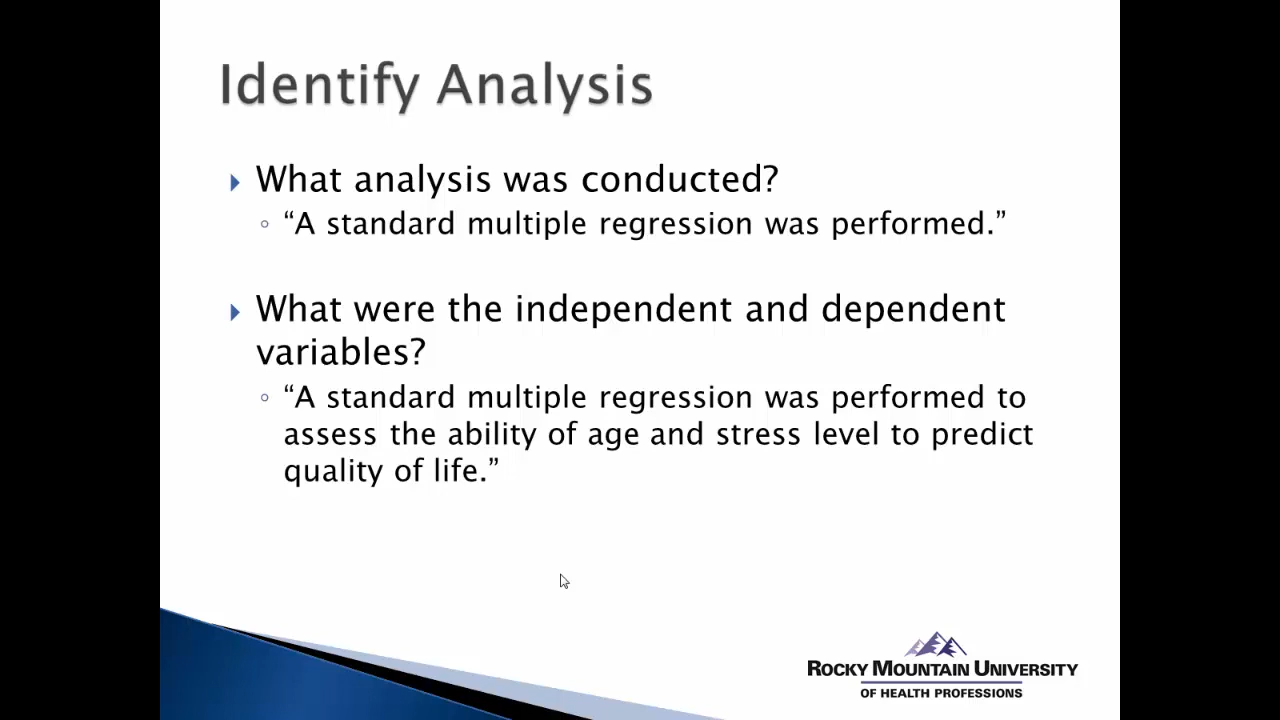 Identify Analysis
What analysis was conducted?
“A standard multiple regression was performed.”
What were the independent and dependent
variables?
“A standard multiple regression was performed to
assess the ability of age and stress level to predict
quality of life.”
ROCKY MOUNTAIN UNIVERSITY
OF HEALTH PROFESSIONS